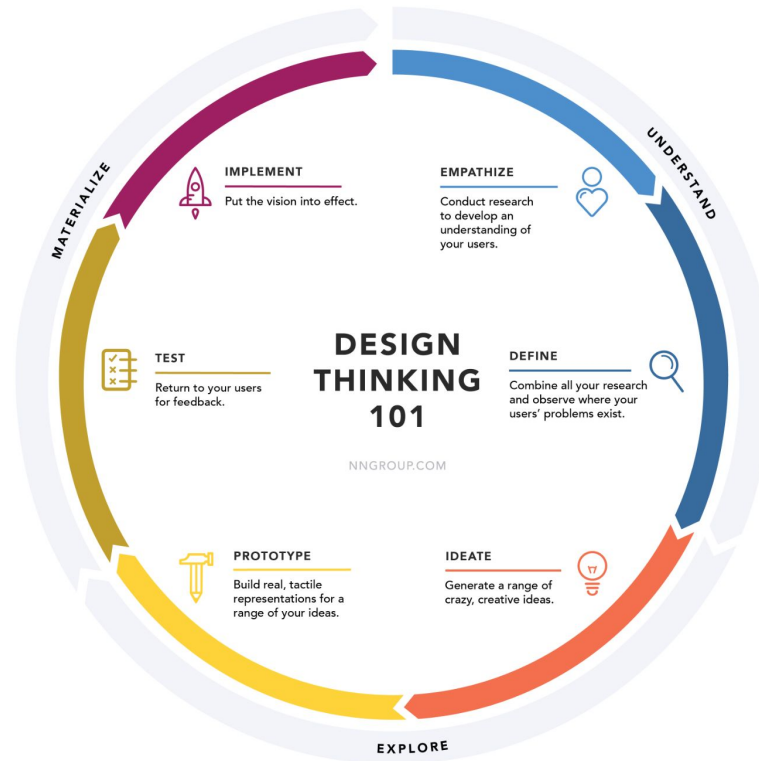 DESIGN
THINKING
101
NNGROUP.COM
UNDERSTAND
EMPATHIZE
Conduct research
to develop an
understanding of
your users.
DEFINE
Combine all your research
and observe where your
users’ problems exist.
EXPLORE
IDEATE
Generate a range of
crazy, creative ideas.
PROTOTYPE
Build real, tactile
representations for a
range of your ideas.
MATERIALIZE
TEST
Return to your users
for feedback.
IMPLEMENT
Put the vision into effect.